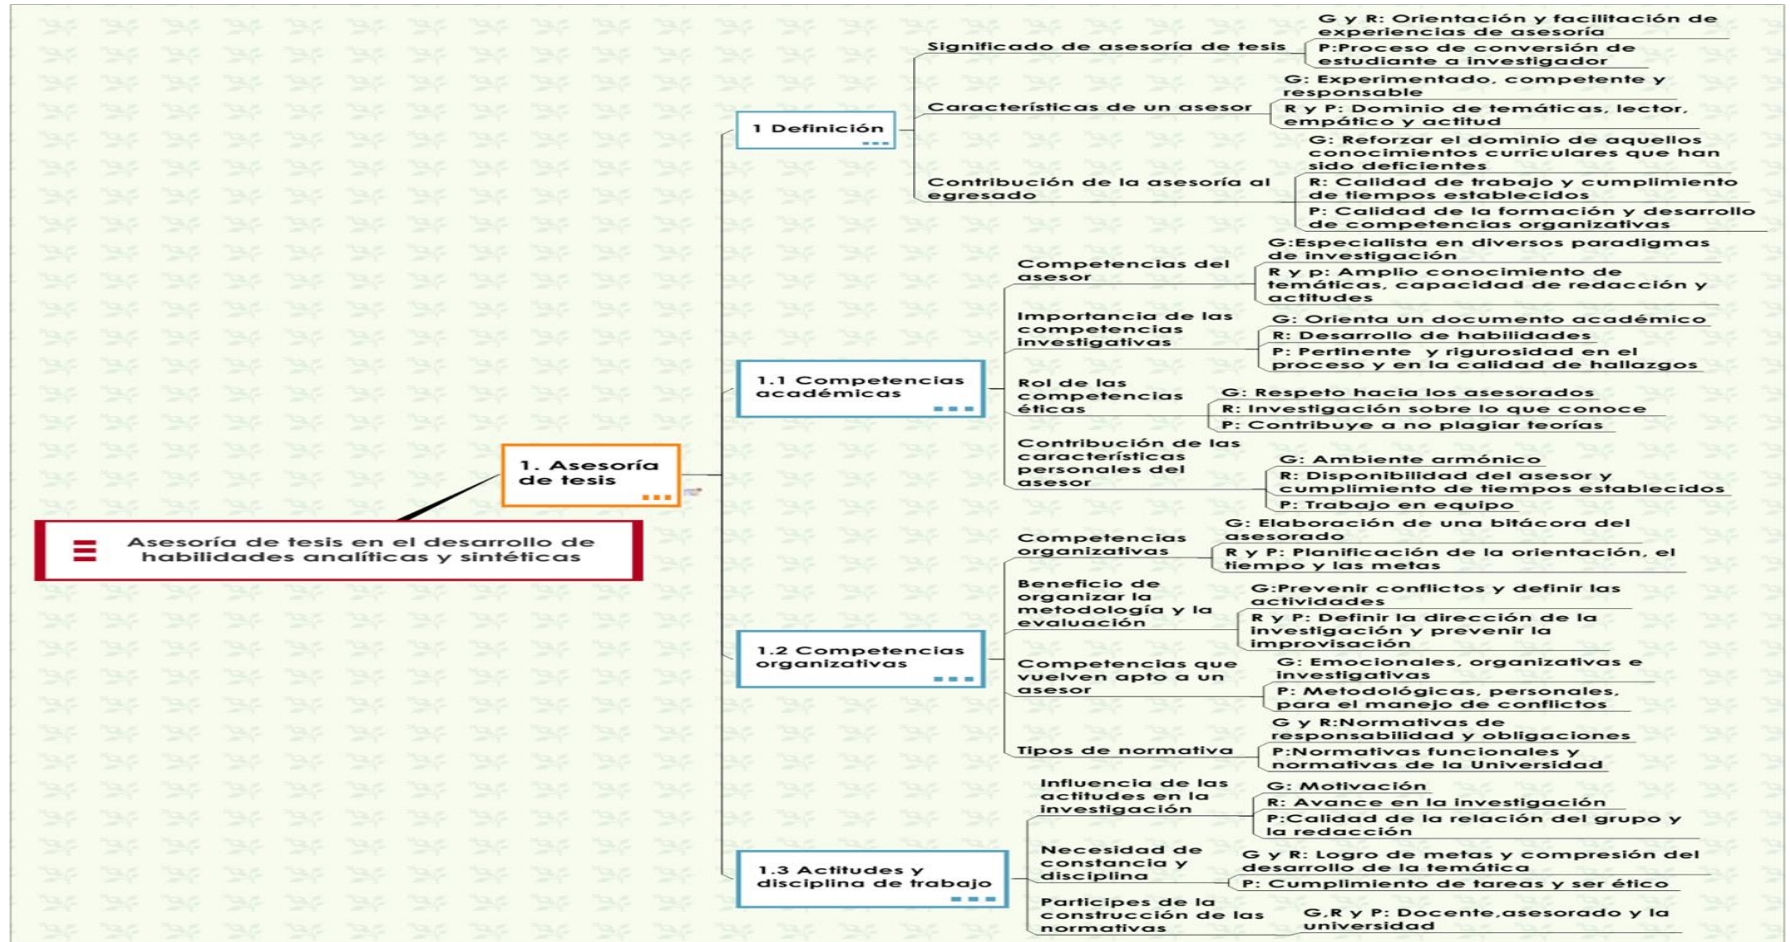 Asesoría de tesis en el desarrollo de
habilidades analíticas y sintéticas
1. Asesoría
de tesis
1 Definición
Significado de asesoría de tesis
G y R: Orientación y facilitación de
experiencias de asesoría
P:Proceso de conversión de
estudiante a investigador
Características de un asesor
G: Experimentado, competente y
responsable
R y P: Dominio de temáticas, lector,
empático y actitud
Contribución de la asesoría al
egresado
G: Reforzar el dominio de aquellos
conocimientos curriculares que han
sido deficientes
R: Calidad de trabajo y cumplimiento
de tiempos establecidos
P: Calidad de la formación y desarrollo
de competencias organizativas
1.1 Competencias
académicas
Competencias del
asesor
G:Especialista en diversos paradigmas
de investigación
R y p: Amplio conocimiento de
temáticas, capacidad de redacción y
actitudes
Importancia de las
competencias
investigativas
G: Orienta un documento académico
R: Desarrollo de habilidades
P: Pertinente y rigurosidad en el
proceso y en la calidad de hallazgos
Rol de las
competencias
éticas
G: Respeto hacia los asesorados
R: Investigación sobre lo que conoce
P: Contribuye a no plagiar teorías
Contribución de las
características
personales del
asesor
G: Ambiente armónico
R: Disponibilidad del asesor y
cumplimiento de tiempos establecidos
P: Trabajo en equipo
1.2 Competencias
organizativas
Competencias
organizativas
G: Elaboración de una bitácora del
asesorado
R y P: Planificación de la orientación, el
tiempo y las metas
Beneficio de
organizar la
metodología y la
evaluación
G:Prevenir conflictos y definir las
actividades
R y P: Definir la dirección de la
investigación y prevenir la
improvisación
Competencias que
vuelven apto a un
asesor
G: Emocionales, organizativas e
investigativas
P: Metodológicas, personales,
para el manejo de conflictos
Tipos de normativa
G y R:Normativas de
responsabilidad y obligaciones
P:Normativas funcionales y
normativas de la Universidad
1.3 Actitudes y
disciplina de trabajo
Influencia de las
actitudes en la
investigación
G: Motivación
R: Avance en la investigación
P:Calidad de la relación del grupo y
la redacción
Necesidad de
constancia y
disciplina
G y R: Logro de metas y compresión del
desarrollo de la temática
P: Cumplimiento de tareas y ser ético
Participes de la
construcción de las
normativas
G,R y P: Docente,asesorado y la
universidad